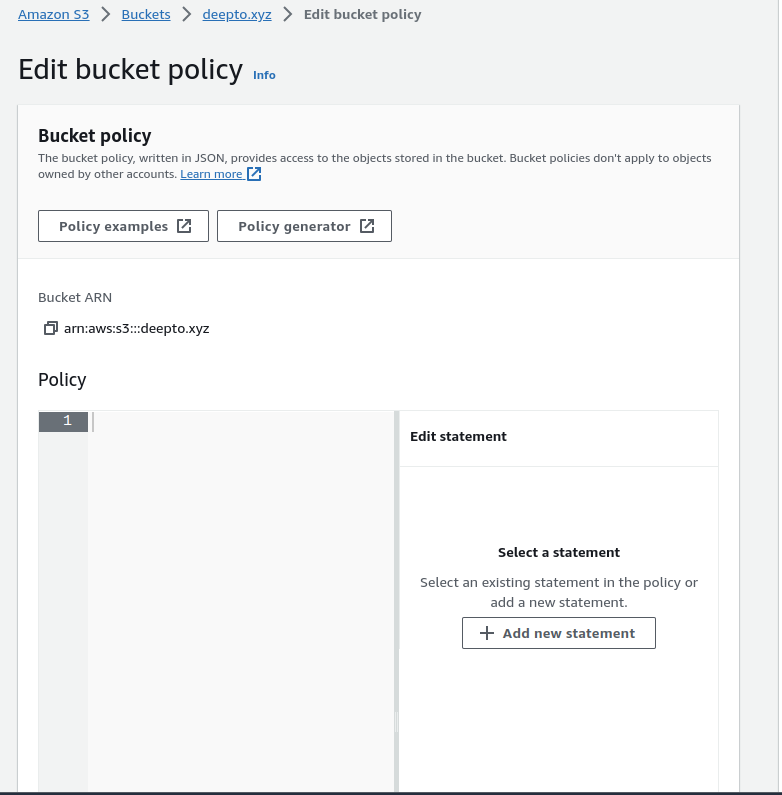 Amazon S3 > Buckets > deepto.xyz > Edit bucket policy
Edit bucket policy Info
Bucket policy
The bucket policy, written in JSON, provides access to the objects stored in the bucket. Bucket policies don't apply to objects
owned by other accounts. Learn more
Policy examples Policy generator
Bucket ARN
arn:aws:s3:::deepto.xyz
Policy
1
Edit statement
Select a statement
Select an existing statement in the policy or
add a new statement.
+ Add new statement